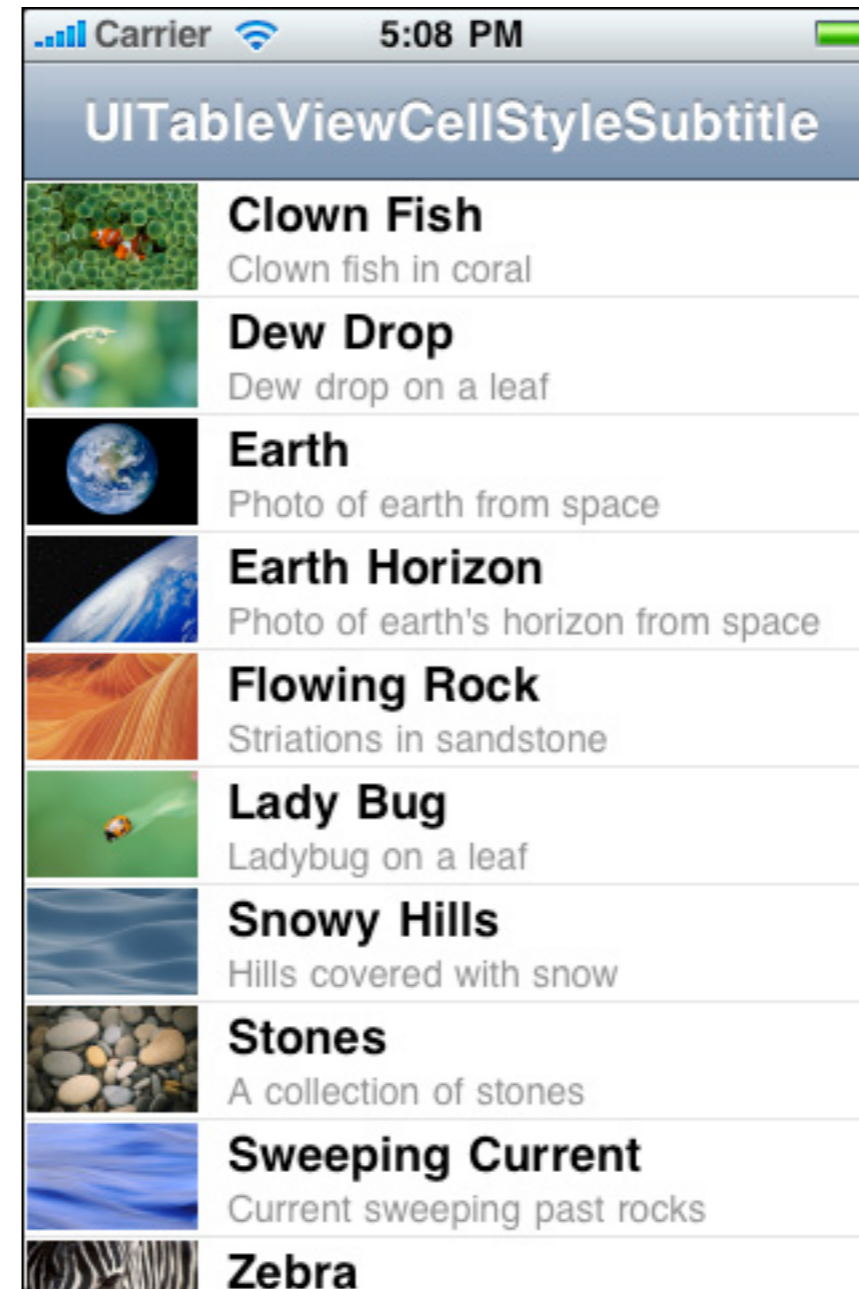 Carrier 5:08 PM
UITableViewCellStyleSubtitle
Clown Fish
Clown fish in coral
Dew Drop
Dew drop on a leaf
Earth
Photo of earth from space
Earth Horizon
Photo of earth's horizon from space
Flowing Rock
Striations in sandstone
Lady Bug
Ladybug on a leaf
Snowy Hills
Hills covered with snow
Stones
A collection of stones
Sweeping Current
Current sweeping past rocks
Zebra